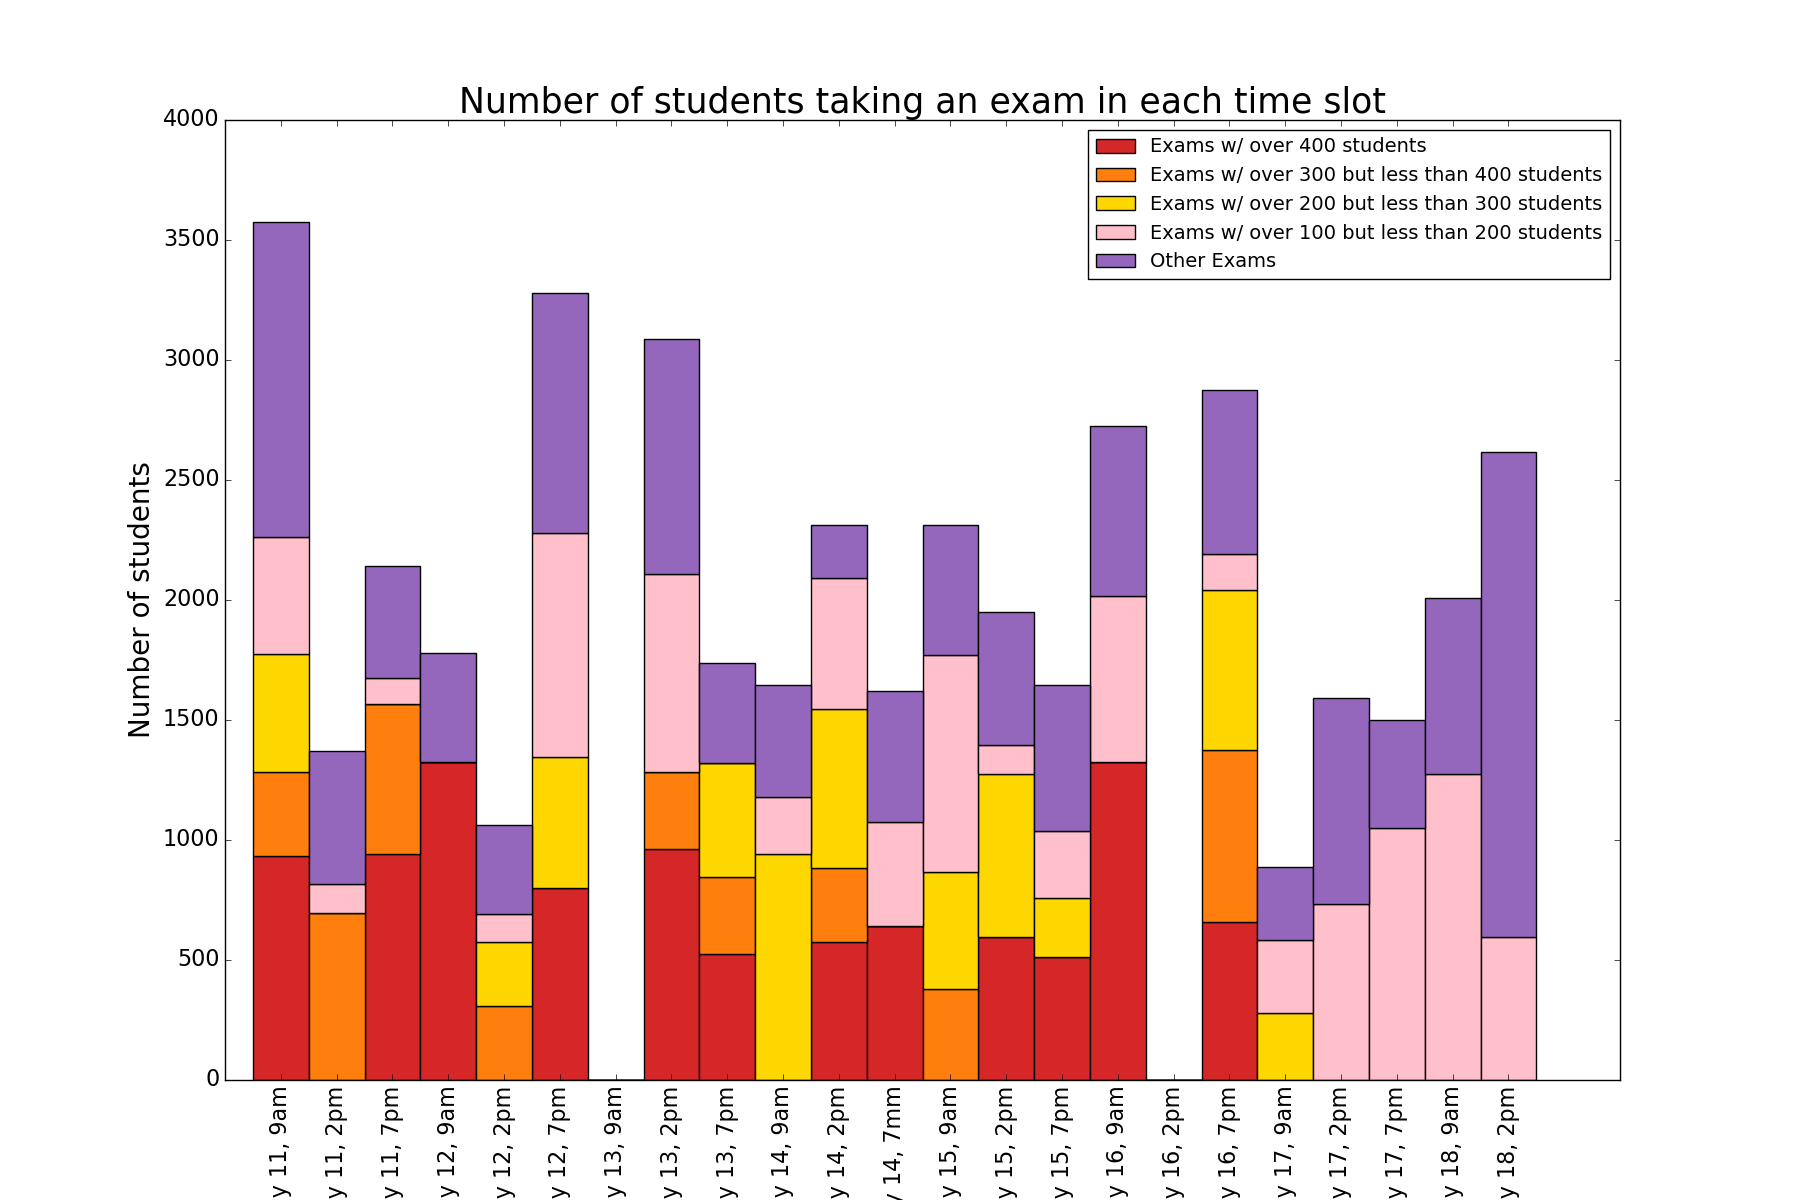 Number of students taking an exam in each time slot
Exams w/ over 400 students
Exams w/ over 300 but less than 400 students
Exams w/ over 200 but less than 300 students
Exams w/ over 100 but less than 200 students
Other Exams
Number of students
4000
3500
3000
2500
2000
1500
1000
500
0
y 11, 9am
y 11, 2pm
y 11, 7pm
y 12, 9am
y 12, 2pm
y 12, 7pm
y 13, 9am
y 13, 2pm
y 13, 7pm
y 14, 9am
y 14, 2pm
y 14, 7mm
y 15, 9am
y 15, 2pm
y 15, 7pm
y 16, 9am
y 16, 2pm
y 16, 7pm
y 17, 9am
y 17, 2pm
y 17, 7pm
y 18, 9am
y 18, 2pm